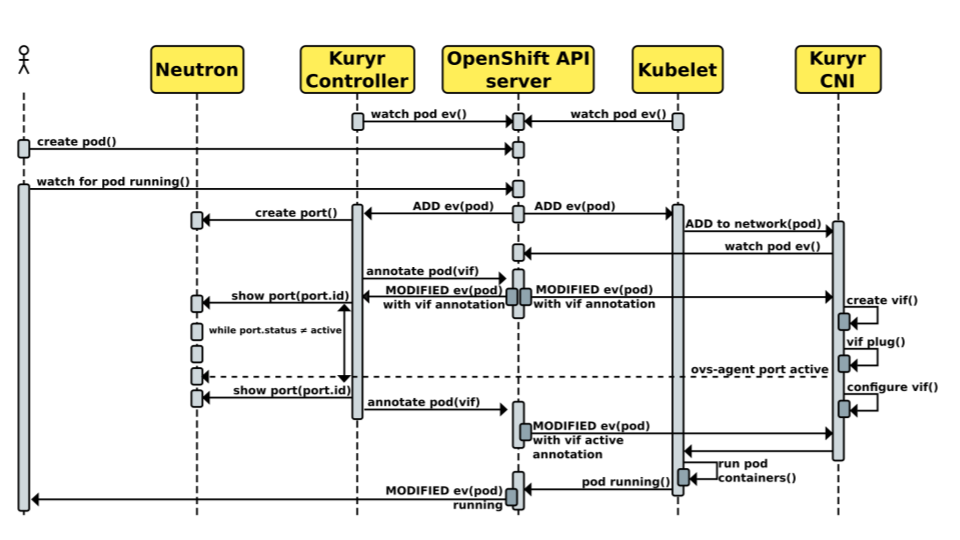 Neutron
Kuryr
Controller
OpenShift API
server
Kubelet
Kuryr
CNI
watch pod ev()
watch pod ev()
create pod()
watch for pod running()
create port()
ADD ev(pod)
ADD ev(pod)
ADD to network(pod)
watch pod ev()
annotate pod(vif)
show port(port.id)
MODIFIED ev(pod)
with vif annotation
MODIFIED ev(pod)
with vif annotation
create vif()
while port.status ≠ active
vif plug()
ovs-agent port active
show port(port.id)
configure vif()
annotate pod(vif)
MODIFIED ev(pod)
with vif active
annotation
run pod
containers()
pod running()
MODIFIED ev(pod)
running